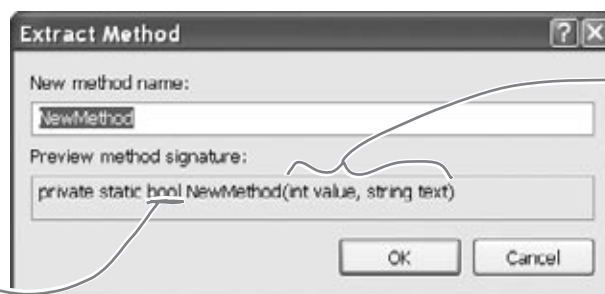 Extract Method
New method name:
NewMethod
Preview method signature:
private static bool NewMethod(int value, string text)
OK Cancel